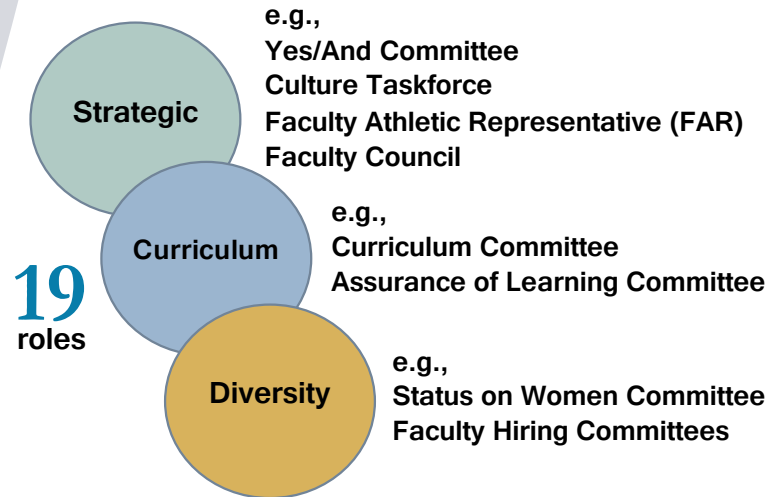 e.g.,
Yes/And Committee
Culture Taskforce
Faculty Athletic Representative (FAR)
Faculty Council
Strategic
e.g.,
Curriculum Committee
Assurance of Learning Committee
Curriculum
19
roles
e.g.,
Status on Women Committee
Faculty Hiring Committees
Diversity